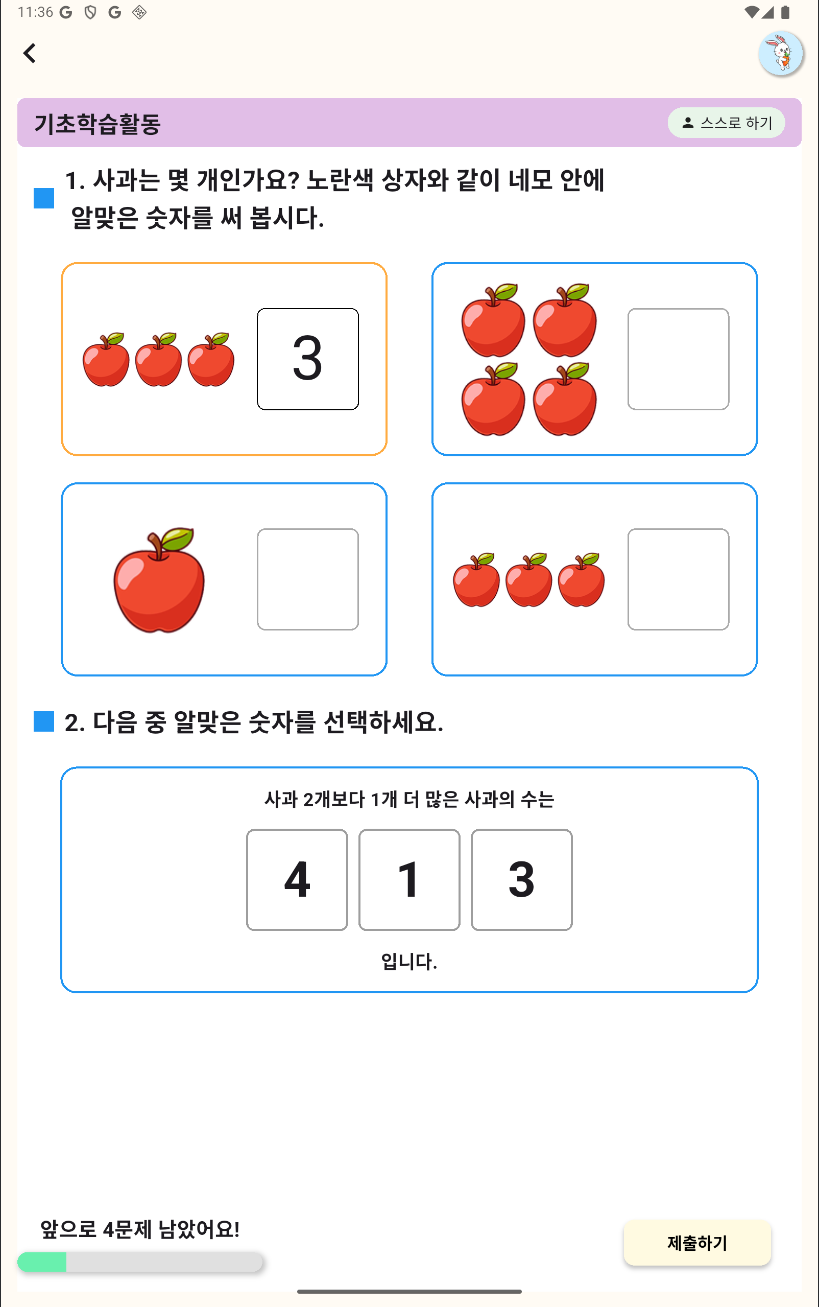 11:36
기초학습활동
스스로 하기
1. 사과는 몇 개인가요? 노란색 상자와 같이 네모 안에
알맞은 숫자를 써 봅시다.
3
2. 다음 중 알맞은 숫자를 선택하세요.
사과 2개보다 1개 더 많은 사과의 수는
4 1 3
입니다.
앞으로 4문제 남았어요!
제출하기